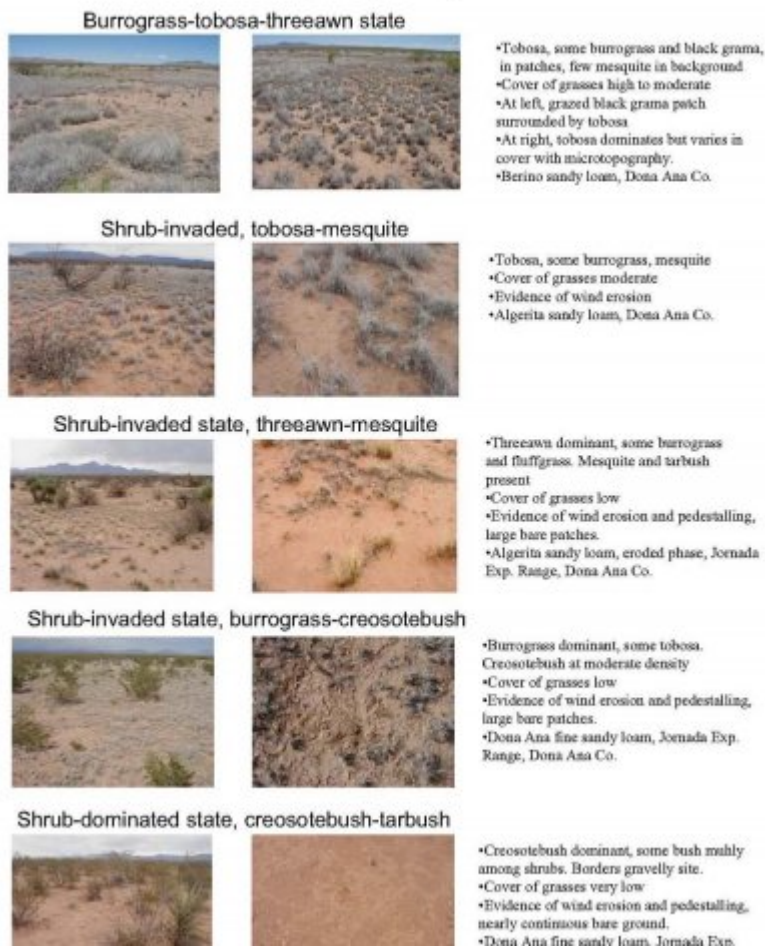 Burrograss-tobosa-threeawn state
•Tobosa, some burrograss and black grama,
in patches, few mesquite in background
•Cover of grasses high to moderate
•At left, grazed black grama patch
surrounded by tobosa
•At right, tobosa dominates but varies in
cover with microtopography.
•Berino sandy loam, Dona Ana Co.
Shrub-invaded, tobosa-mesquite
•Tobosa, some burrograss, mesquite
•Cover of grasses moderate
•Evidence of wind erosion
•Algerita sandy loam, Dona Ana Co.
Shrub-invaded state, threeawn-mesquite
•Threeawn dominant, some burrograss
and fluffgrass. Mesquite and tarbush
present
•Cover of grasses low
•Evidence of wind erosion and pedestalling,
large bare patches.
•Algerita sandy loam, eroded phase, Jornada
Exp. Range, Dona Ana Co.
Shrub-invaded state, burrograss-creosotebush
•Burrograss dominant, some tobosa.
Creosotebush at moderate density
•Cover of grasses low
•Evidence of wind erosion and pedestalling,
large bare patches.
•Dona Ana fine sandy loam, Jornada Exp.
Range, Dona Ana Co.
Shrub-dominated state, creosotebush-tarbush
•Creosotebush dominant, some bush muhly
among shrubs. Borders gravelly site.
•Cover of grasses very low
•Evidence of wind erosion and pedestalling,
nearly continuous bare ground.
•Dona Ana fine sandy loam, Jornada Exp.